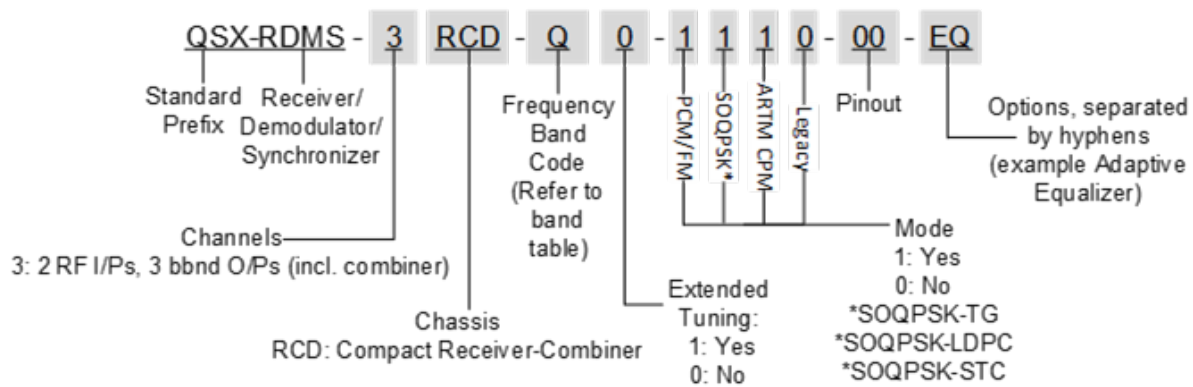 QSX-RDMS - 3 RCD - Q 0 - 1 1 1 0 - 00 - EQ
Standard
Prefix
Receiver/
Demodulator/
Synchronizer
Channels
3: 2 RF I/Ps, 3 bbnd O/Ps (incl. combiner)
Chassis
RCD: Compact Receiver-Combiner
Frequency
Band
Code
(Refer to
band
table)
Extended
Tuning:
1: Yes
0: No
PCM/FM
SOQPSK*
ARTM CPM
Legacy
Mode
1: Yes
0: No
*SOQPSK-TG
*SOQPSK-LDPC
*SOQPSK-STC
Pinout
Options, separated
by hyphens
(example Adaptive
Equalizer)